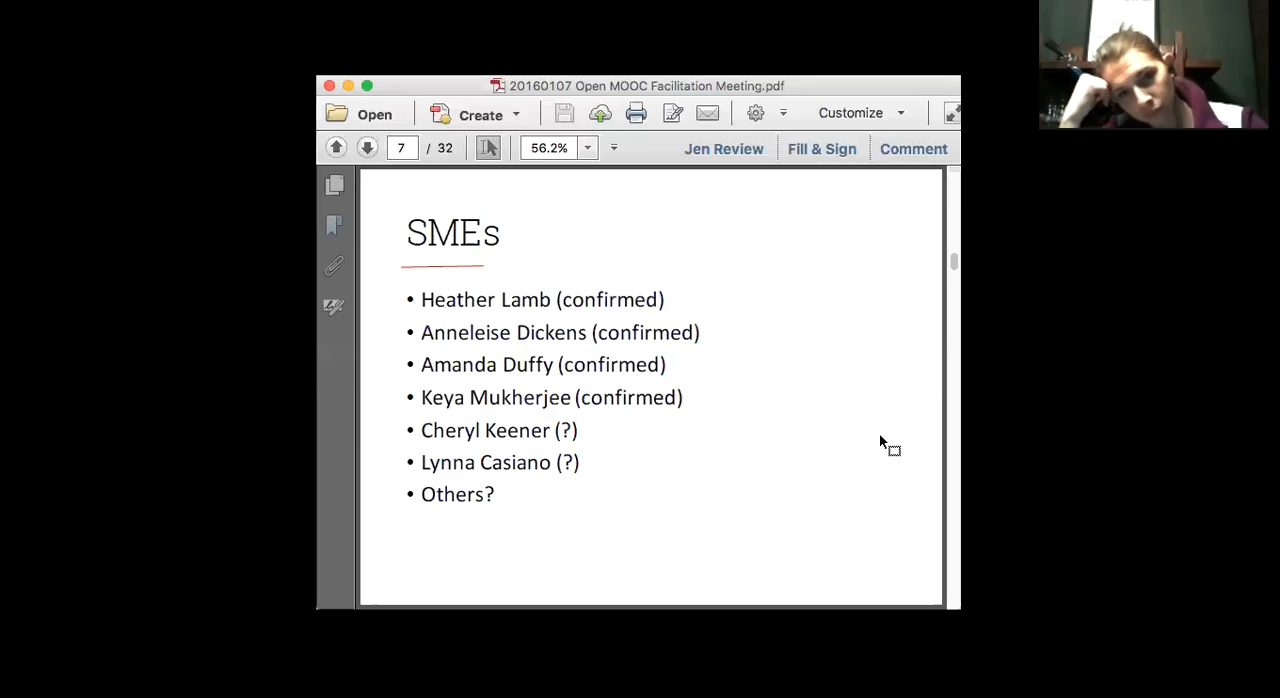 20160107 Open MOOC Facilitation Meeting.pdf
Open Create Customize
7 / 32 56.2% Jen Review Fill & Sign Comment
SMEs
• Heather Lamb (confirmed)
• Anneleise Dickens (confirmed)
• Amanda Duffy (confirmed)
• Keya Mukherjee (confirmed)
• Cheryl Keener (?)
• Lynna Casiano (?)
• Others?